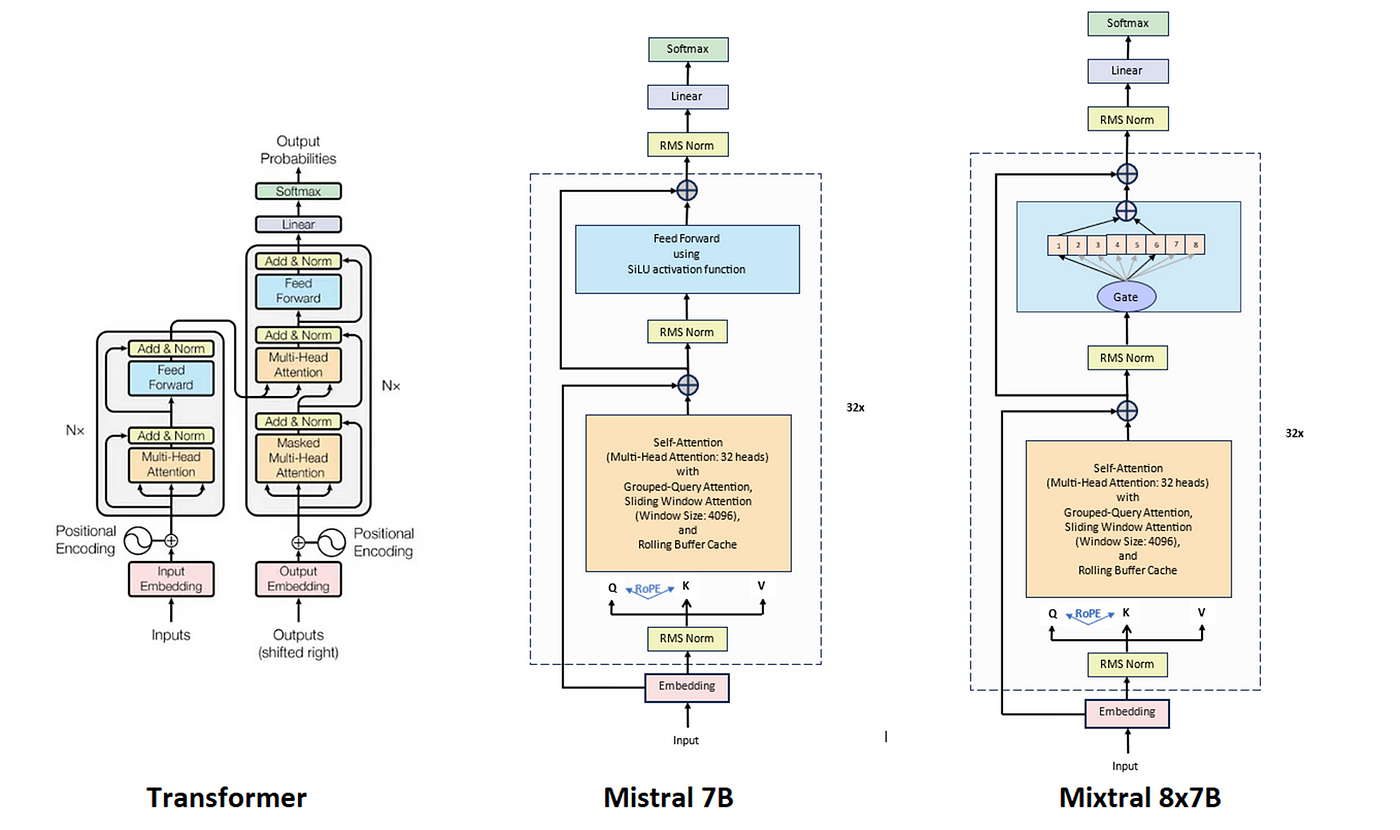 Output
Probabilities
Softmax
Linear
Add & Norm
Feed
Forward
Add & Norm
Multi-Head
Attention
Nx
Add & Norm
Masked
Multi-Head
Attention
Positional
Encoding
Output
Embedding
Outputs
(shifted right)
Add & Norm
Feed
Forward
Nx
Add & Norm
Multi-Head
Attention
Positional
Encoding
Input
Embedding
Inputs
Transformer
Softmax
Linear
RMS Norm
Feed Forward
using
SiLU activation function
RMS Norm
32x
Self-Attention
(Multi-Head Attention: 32 heads)
with
Grouped-Query Attention,
Sliding Window Attention
(Window Size: 4096),
and
Rolling Buffer Cache
Q RoPE K V
RMS Norm
Embedding
Input
|
Mistral 7B
Softmax
Linear
RMS Norm
1 2 3 4 5 6 7 8
Gate
RMS Norm
32x
Self-Attention
(Multi-Head Attention: 32 heads)
with
Grouped-Query Attention,
Sliding Window Attention
(Window Size: 4096),
and
Rolling Buffer Cache
Q RoPE K V
RMS Norm
Embedding
Input
Mixtral 8x7B